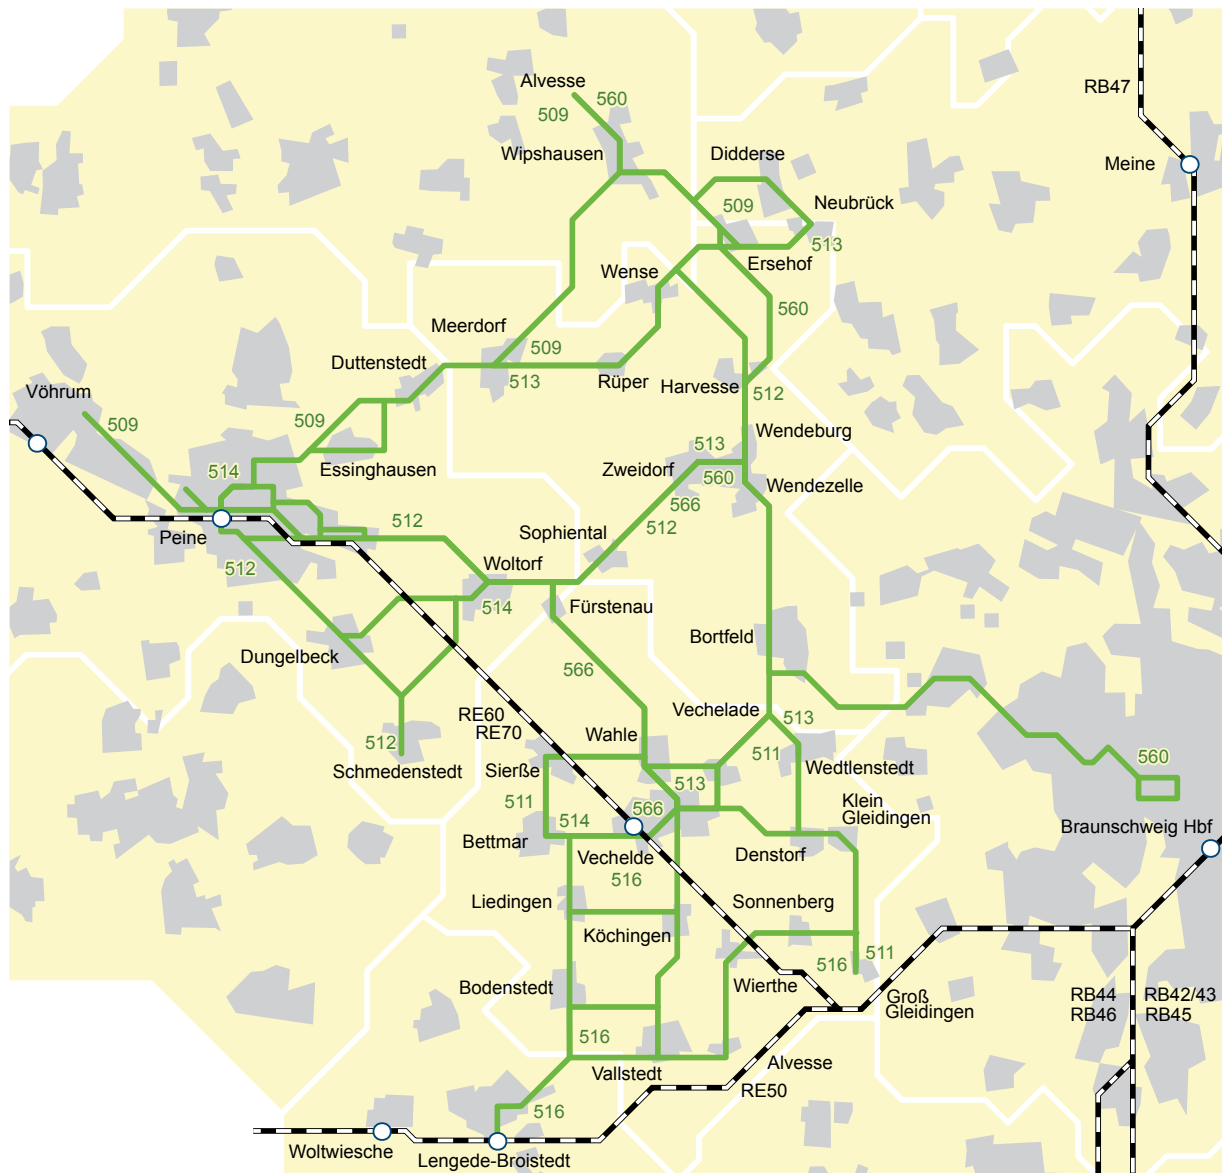 Alvesse
560
509
RB47
Wipshausen
Didderse
Meine
509
Neubrück
513
Ersehof
Wense
560
Meerdorf
509
Duttenstedt
513
Rüper
Harvesse
512
Vöhrum
509
509
Wendeburg
513
Essinghausen
Zweidorf
514
560
Wendezelle
566
512
512
Sophiental
Peine
512
Woltorf
514
Fürstenau
Bortfeld
Dungelbeck
566
RE60
RE70
Vechelade
513
512
Wahle
511
Schmedenstedt
Sierße
Wedtlenstedt
560
513
511
566
Klein
Gleidingen
514
Braunschweig Hbf
Bettmar
Vechelde
Denstorf
516
Liedingen
Sonnenberg
Köchingen
511
516
Bodenstedt
Wierthe
Groß
Gleidingen
RB44
RB46
RB42/43
RB45
516
Vallstedt
Alvesse
RE50
516
Woltwiesche
Lengede-Broistedt